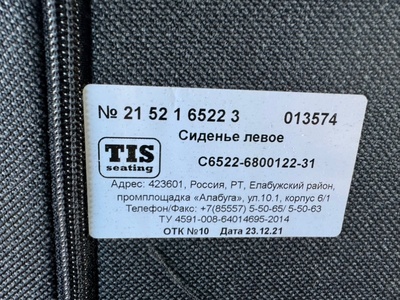 № 21 52 1 6522 3 013574
Сиденье левое
TIS
seating
С6522-6800122-31
Адрес: 423601, Россия, РТ, Елабужский район,
промплощадка «Алабуга», ул.10.1, корпус 6/1
Телефон/Факс: +7(85557) 5-50-65/ 5-50-63
ТУ 4591-008-64014695-2014
ОТК №10 Дата 23.12.21